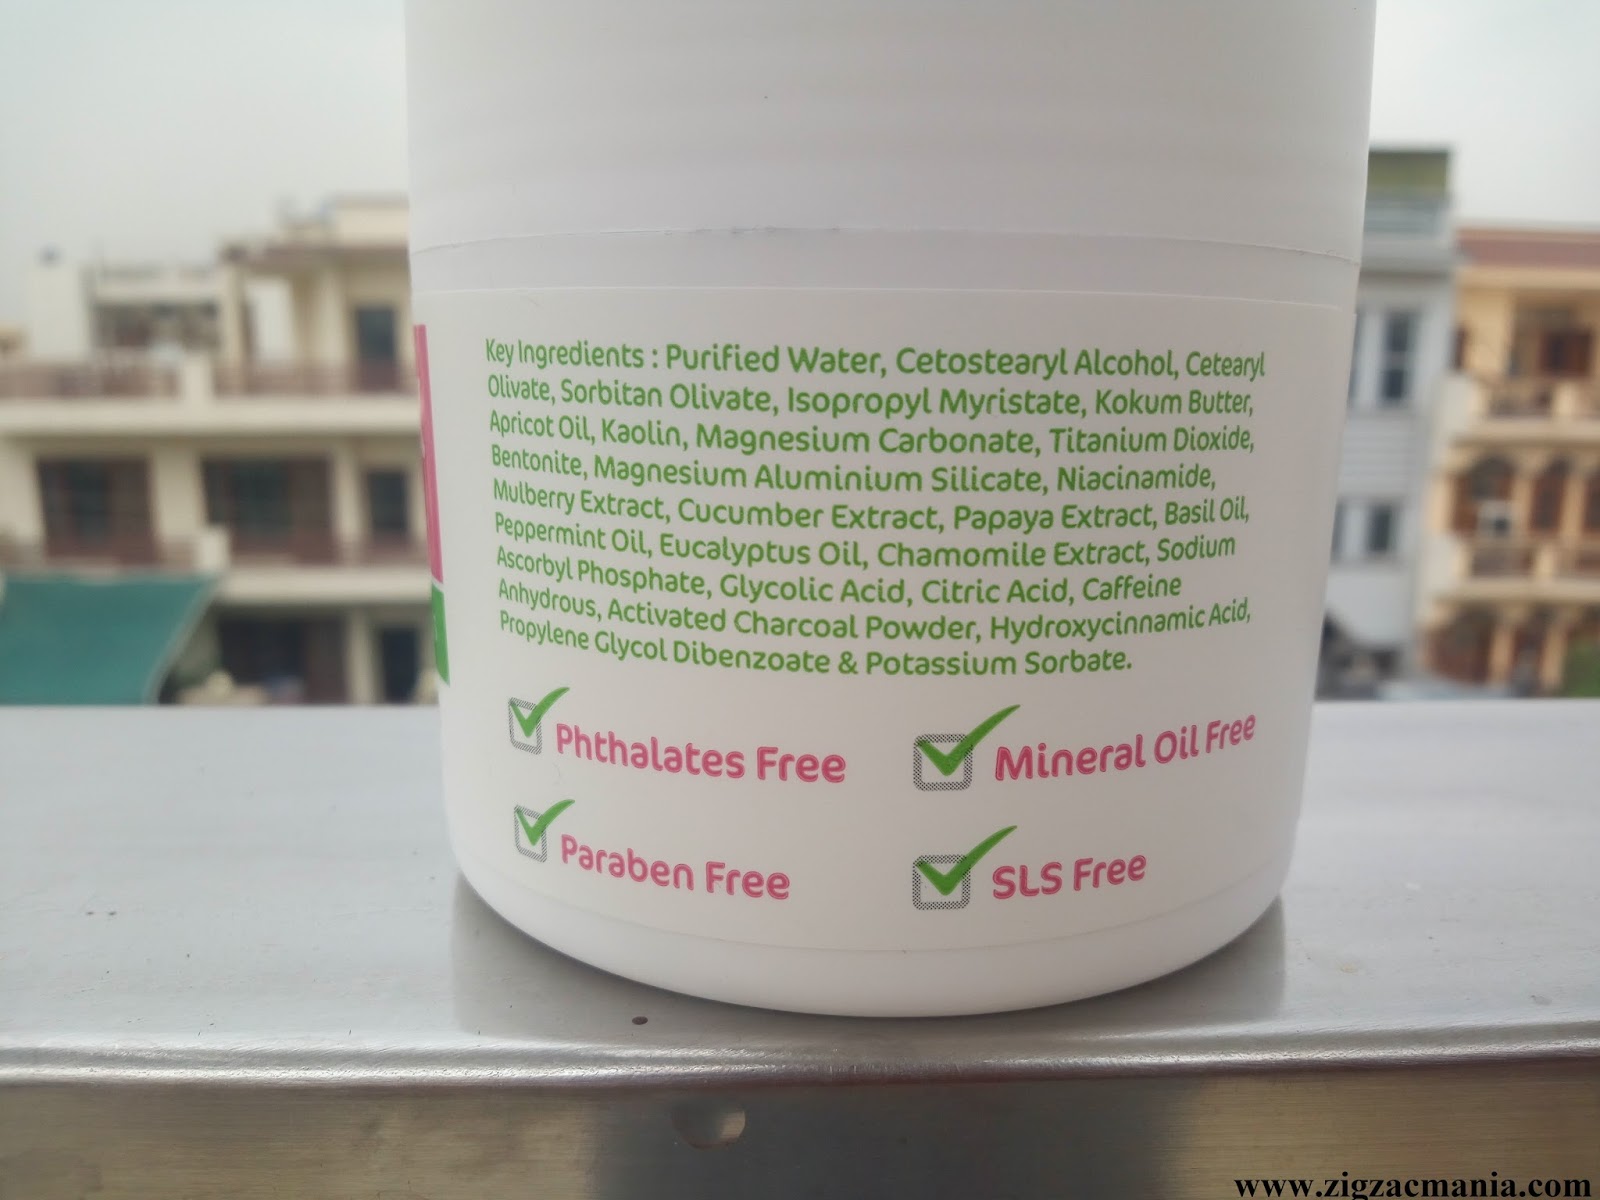 Key Ingredients : Purified Water, Cetostearyl Alcohol, Cetearyl
Olivate, Sorbitan Olivate, Isopropyl Myristate, Kokum Butter,
Apricot Oil, Kaolin, Magnesium Carbonate, Titanium Dioxide,
Bentonite, Magnesium Aluminium Silicate, Niacinamide,
Mulberry Extract, Cucumber Extract, Papaya Extract, Basil Oil,
Peppermint Oil, Eucalyptus Oil, Chamomile Extract, Sodium
Ascorbyl Phosphate, Glycolic Acid, Citric Acid, Caffeine
Anhydrous, Activated Charcoal Powder, Hydroxycinnamic Acid,
Propylene Glycol Dibenzoate & Potassium Sorbate.
Phthalates Free
Mineral Oil Free
Paraben Free
SLS Free
www.zigzacmania.com